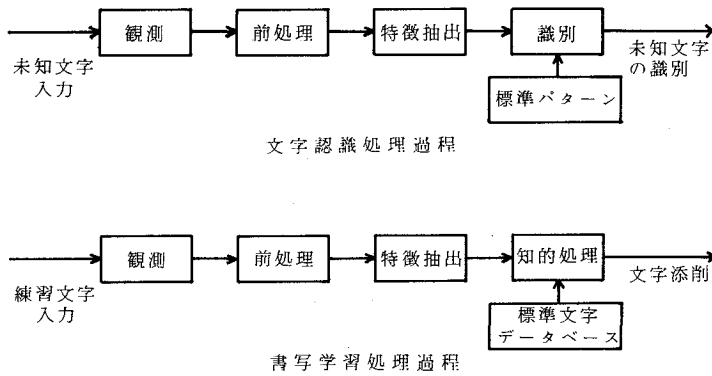 観測
前処理
特徴抽出
識別
未知文字
入力
未知文字
の識別
標準パターン
文字認識処理過程
観測
前処理
特徴抽出
知的処理
練習文字
入力
文字添削
標準文字
データベース
書写学習処理過程